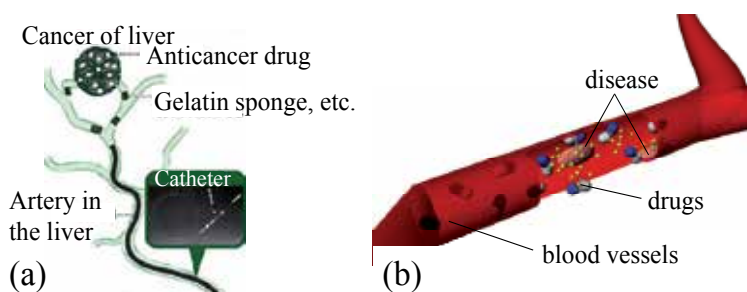 Cancer of liver
Anticancer drug
Gelatin sponge, etc.
Catheter
Artery in
the liver
(a)
disease
drugs
blood vessels
(b)